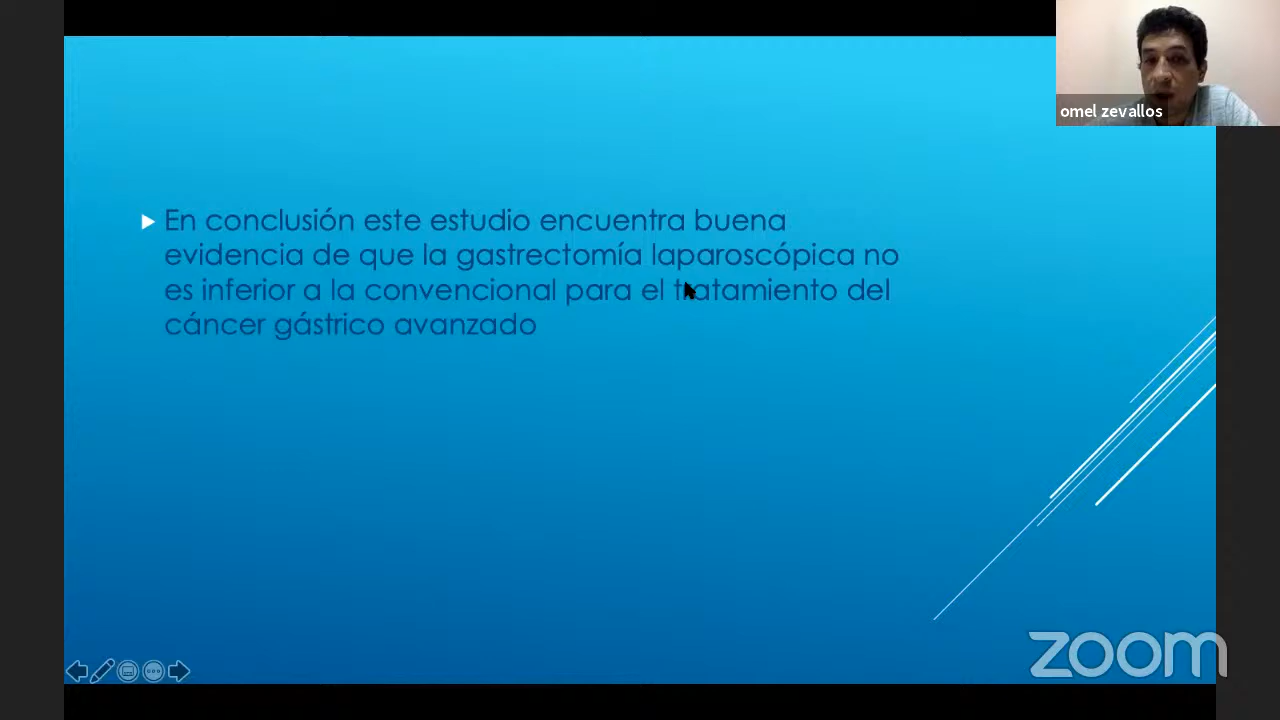 omel zevallos
En conclusión este estudio encuentra buena
evidencia de que la gastrectomía laparoscópica no
es inferior a la convencional para el tratamiento del
cáncer gástrico avanzado
zoom